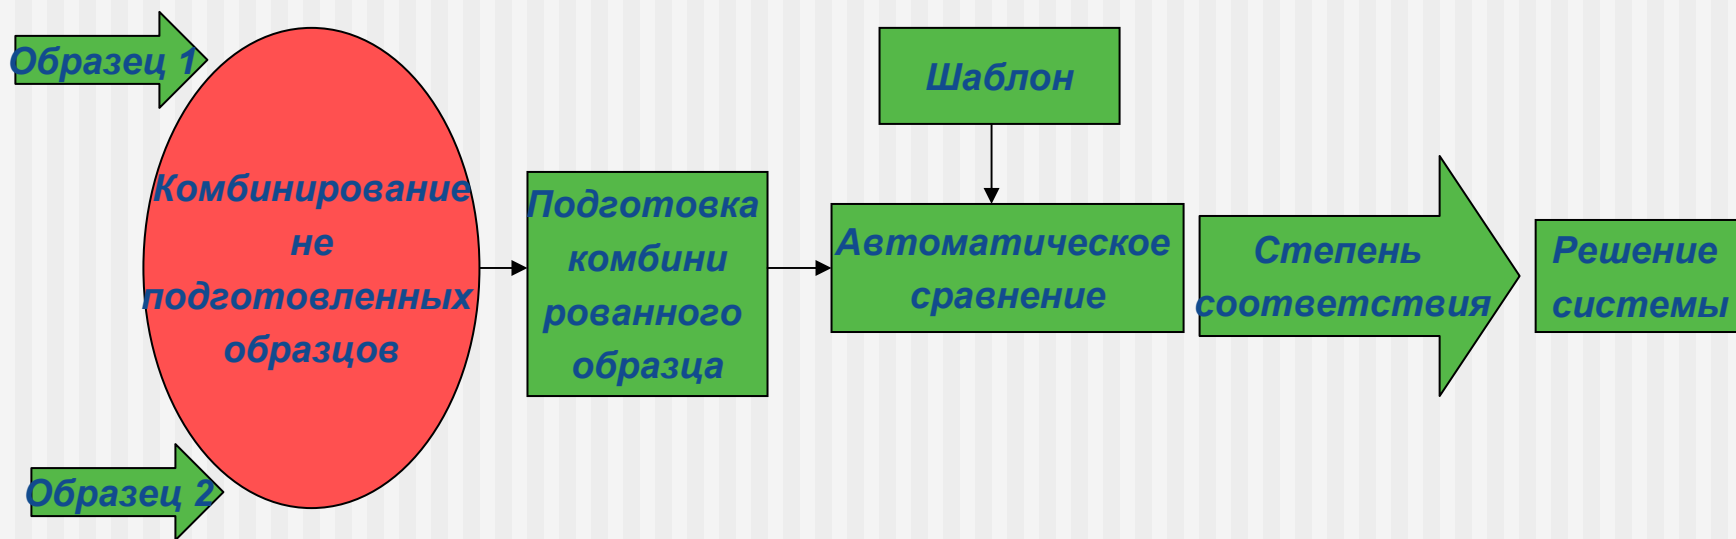 Образец 1
Комбинирование
не
подготовленных
образцов
Образец 2
Подготовка
комбини
рованного
образца
Шаблон
Автоматическое
сравнение
Степень
соответствия
Решение
системы